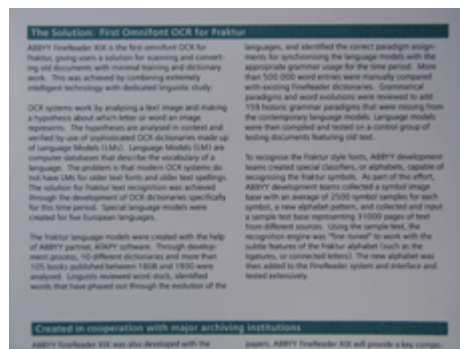 The Solution: First Omnifont OCR for Fraktur
ABBYY FineReader XIX is the first omnifont OCR for
Fraktur, giving users a solution for scanning and convert-
ing old documents with minimal training and dictionary
work. This was achieved by combining extremely
intelligent technology with dedicated linguistic study:
OCR systems work by analysing a text image and making
a hypothesis about which letter or word an image
represents. The hypotheses are analysed in context and
verified by use of sophisticated OCR dictionaries made up
of Language Models (LMs). Language Models (LM) are
computer databases that describe the vocabulary of a
language. The problem is that modern OCR systems do
not have LMs for older text fonts and older text spellings.
The solution for Fraktur text recognition was achieved
through the development of OCR dictionaries specifically
for this time period. Special language models were
created for five European languages.
The Fraktur language models were created with the help
of ABBYY partner, ATAPY software. Through develop-
ment process, 10 different dictionaries and more than
105 books published between 1808 and 1930 were
analysed. Linguists reviewed word stock, identified
words that have phased out through the evolution of the
languages, and identified the correct paradigm assign-
ments for synchronising the language models with the
appropriate grammar usage for the time period. More
than 500.000 word entries were manually compared
with existing FineReader dictionaries. Grammatical
paradigms and word evolutions were reviewed to add
159 historic grammar paradigms that were missing from
the contemporary language models. Language models
were then compiled and tested on a control group of
testing documents featuring old text.
To recognise the Fraktur style fonts, ABBYY development
teams created special classifiers, or alphabets, capable of
recognising the Fraktur symbols. As part of this effort,
ABBYY development teams collected a symbol image
base with an average of 2500 symbol samples for each
symbol, a new alphabet pattern, and collected and input
a sample test base representing 31000 pages of text
from different sources. Using the sample text, the
recognition engine was "fine tuned" to work with the
subtle features of the Fraktur alphabet (such as the
ligatures, or connected letters). The new alphabet was
then added to the FineReader system and interface and
tested extensively.
Created in cooperation with major archiving institutions
ABBYY FineReader XIX was also developed with the
papers. ABBYY FineReader XIX will provide a key compu-